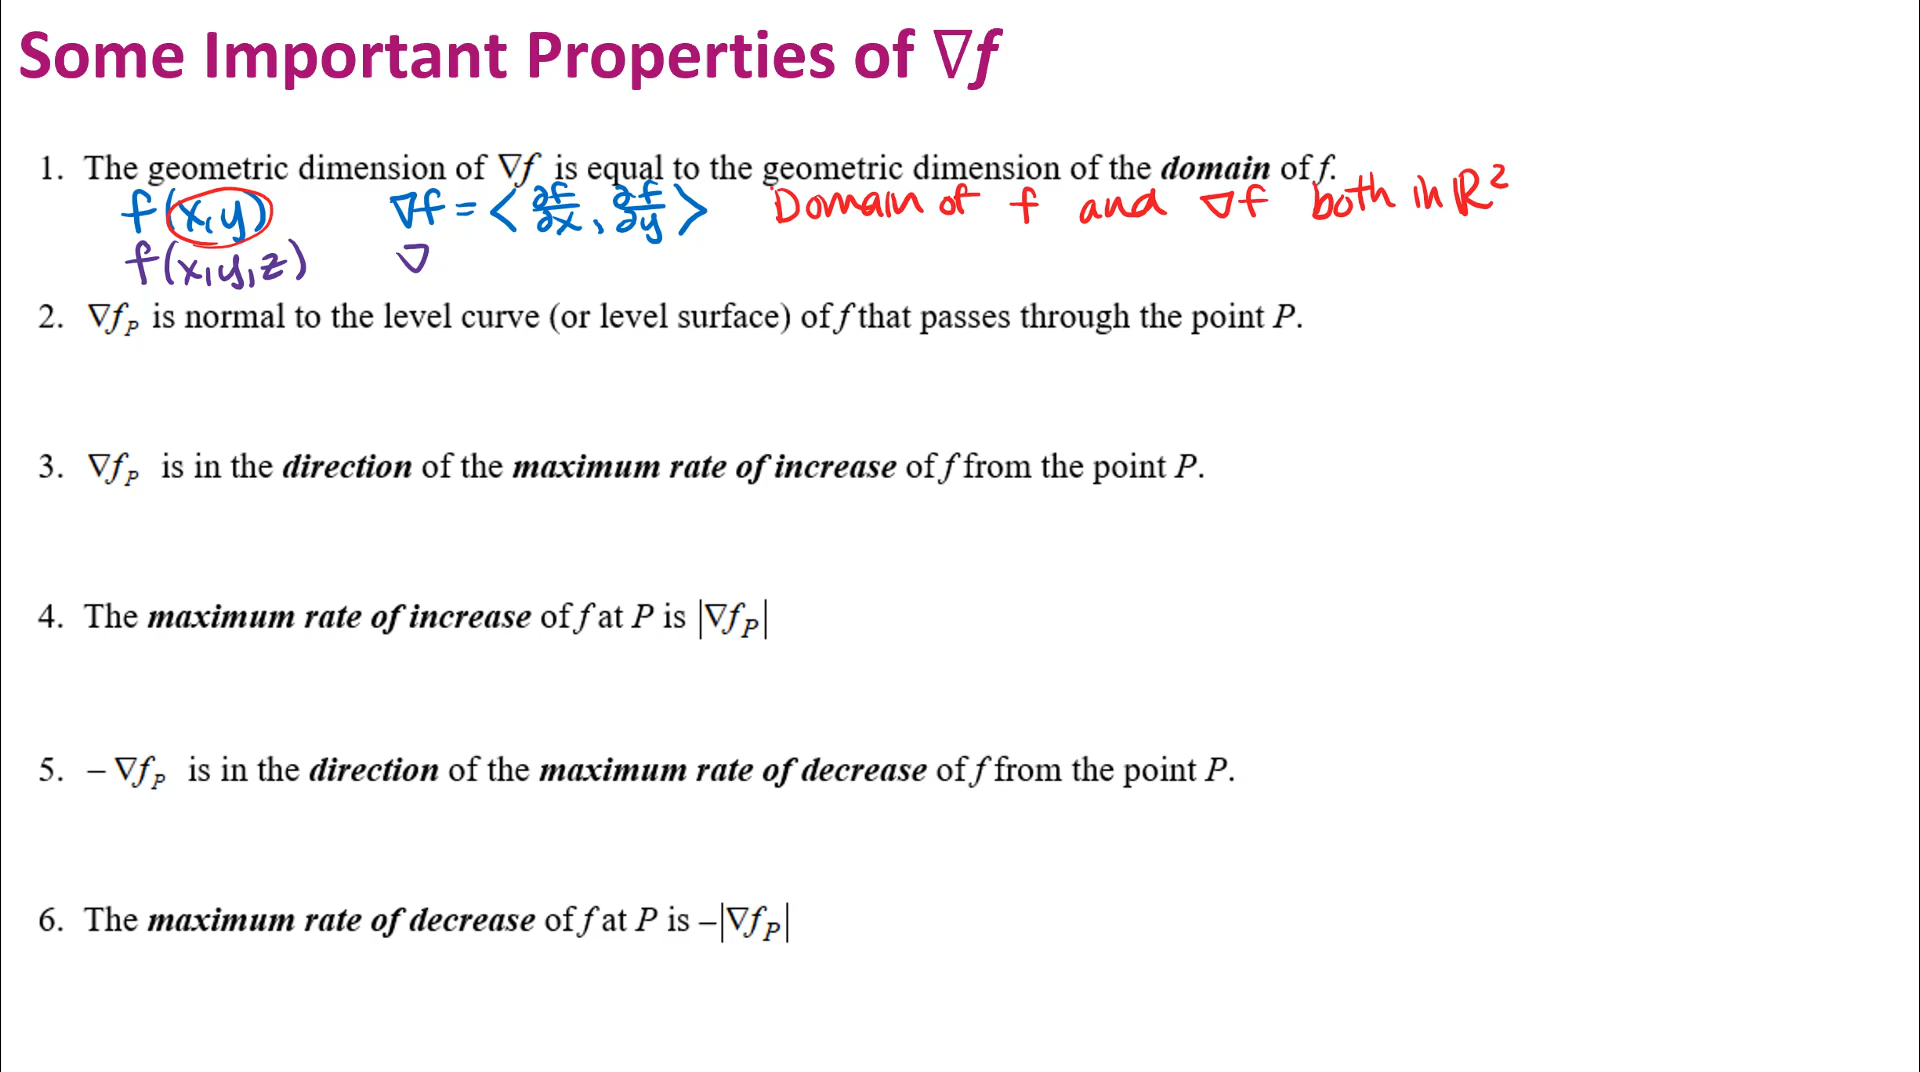 Some Important Properties of ∇f
1. The geometric dimension of ∇f is equal to the geometric dimension of the domain of f.
f(x,y) ∇f = <∂f/∂x, ∂f/∂y> Domain of f and ∇f both in ℝ²
f(x,y,z) ∇
2. ∇f_P is normal to the level curve (or level surface) of f that passes through the point P.
3. ∇f_P is in the direction of the maximum rate of increase of f from the point P.
4. The maximum rate of increase of f at P is |∇f_P|
5. – ∇f_P is in the direction of the maximum rate of decrease of f from the point P.
6. The maximum rate of decrease of f at P is –|∇f_P|